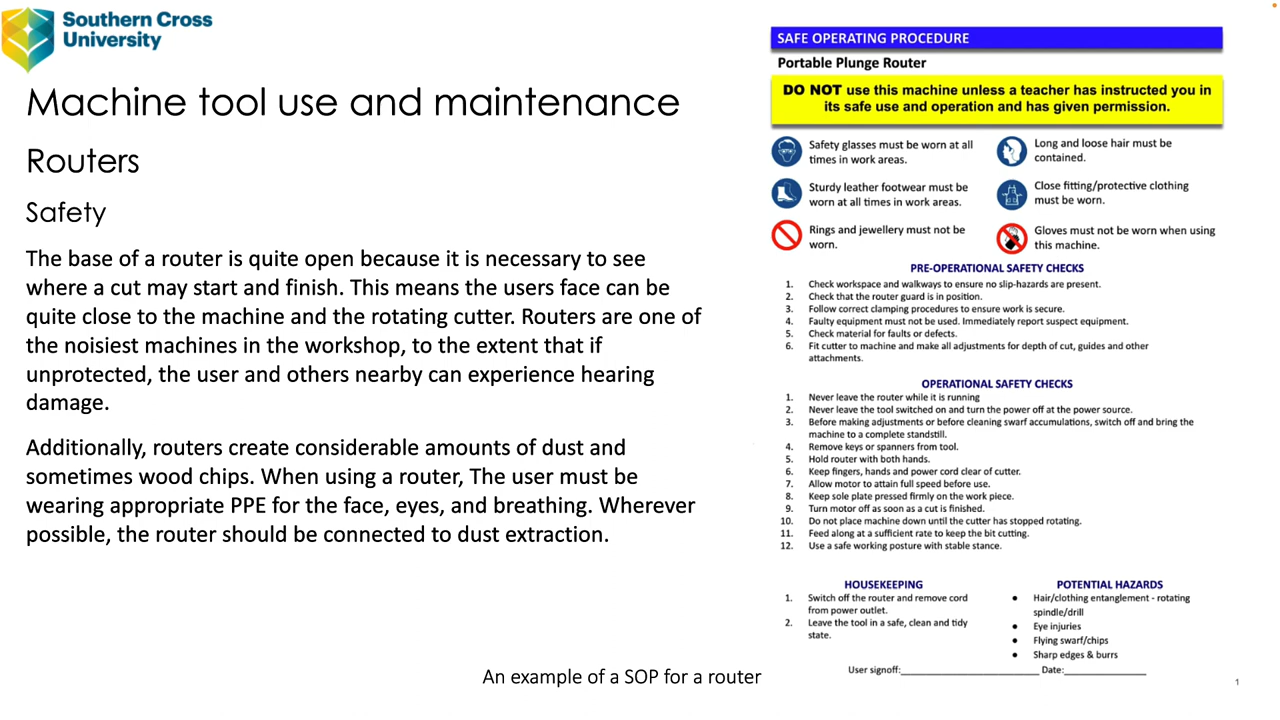 Southern Cross
University
Machine tool use and maintenance
Routers
Safety
The base of a router is quite open because it is necessary to see
where a cut may start and finish. This means the users face can be
quite close to the machine and the rotating cutter. Routers are one of
the noisiest machines in the workshop, to the extent that if
unprotected, the user and others nearby can experience hearing
damage.
Additionally, routers create considerable amounts of dust and
sometimes wood chips. When using a router, The user must be
wearing appropriate PPE for the face, eyes, and breathing. Wherever
possible, the router should be connected to dust extraction.
An example of a SOP for a router
SAFE OPERATING PROCEDURE
Portable Plunge Router
DO NOT use this machine unless a teacher has instructed you in
its safe use and operation and has given permission.
Safety glasses must be worn at all
times in work areas.
Long and loose hair must be
contained.
Sturdy leather footwear must be
worn at all times in work areas.
Close fitting/protective clothing
must be worn.
Rings and jewellery must not be
worn.
Gloves must not be worn when using
this machine.
PRE-OPERATIONAL SAFETY CHECKS
1. Check workspace and walkways to ensure no slip-hazards are present.
2. Check that the router guard is in position.
3. Follow correct clamping procedures to ensure work is secure.
4. Faulty equipment must not be used. Immediately report suspect equipment.
5. Check material for faults or defects.
6. Fit cutter to machine and make all adjustments for depth of cut, guides and other
attachments.
OPERATIONAL SAFETY CHECKS
1. Never leave the router while it is running
2. Never leave the tool switched on and turn the power off at the power source.
3. Before making adjustments or before cleaning swarf accumulations, switch off and bring the
machine to a complete standstill.
4. Remove keys or spanners from tool.
5. Hold router with both hands.
6. Keep fingers, hands and power cord clear of cutter.
7. Allow motor to attain full speed before use.
8. Keep sole plate pressed firmly on the work piece.
9. Turn motor off as soon as a cut is finished.
10. Do not place machine down until the cutter has stopped rotating.
11. Feed along at a sufficient rate to keep the bit cutting.
12. Use a safe working posture with stable stance.
HOUSEKEEPING
1. Switch off the router and remove cord
from power outlet.
2. Leave the tool in a safe, clean and tidy
state.
POTENTIAL HAZARDS
● Hair/clothing entanglement - rotating
spindle/drill
● Eye injuries
● Flying swarf/chips
● Sharp edges & burrs
User signoff:____________________________ Date:________________
1